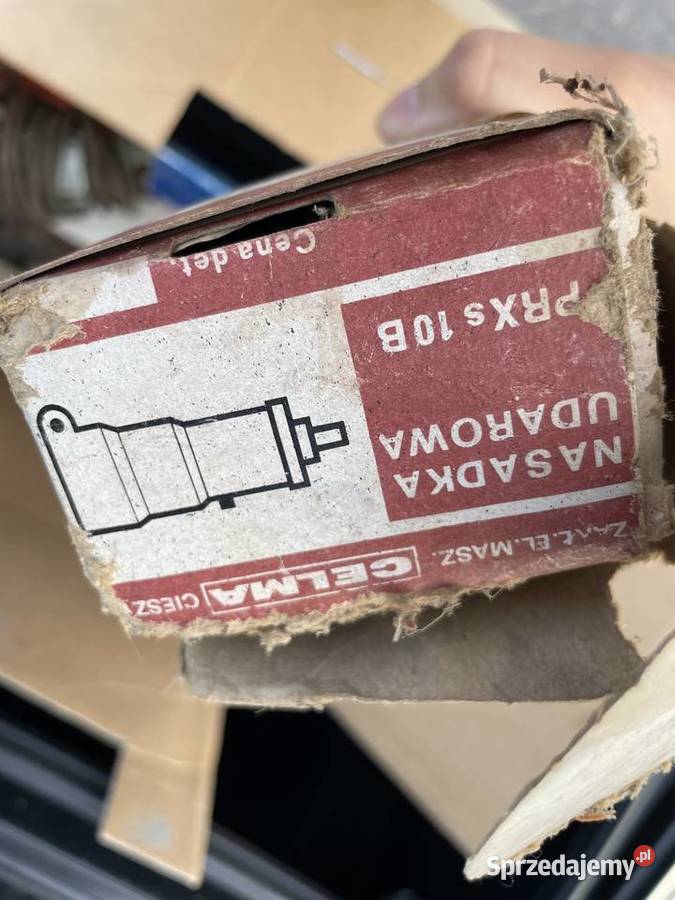 Zakł. EL. MASZ. CELMA CIESZ
NASADKA
UDAROWA
PRXs 10B
Cena det.
Sprzedajemy.pl